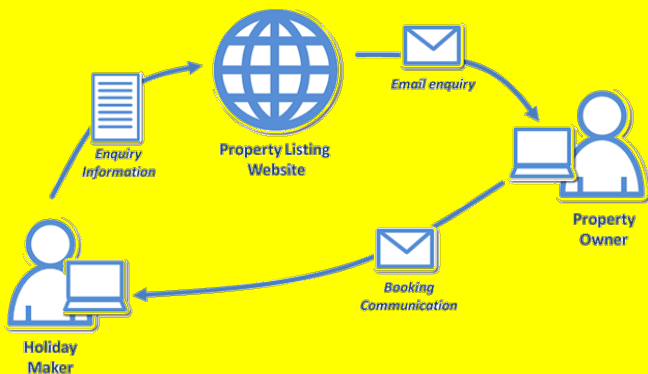 Email enquiry
Property Listing
Website
Enquiry
Information
Property
Owner
Booking
Communication
Holiday
Maker